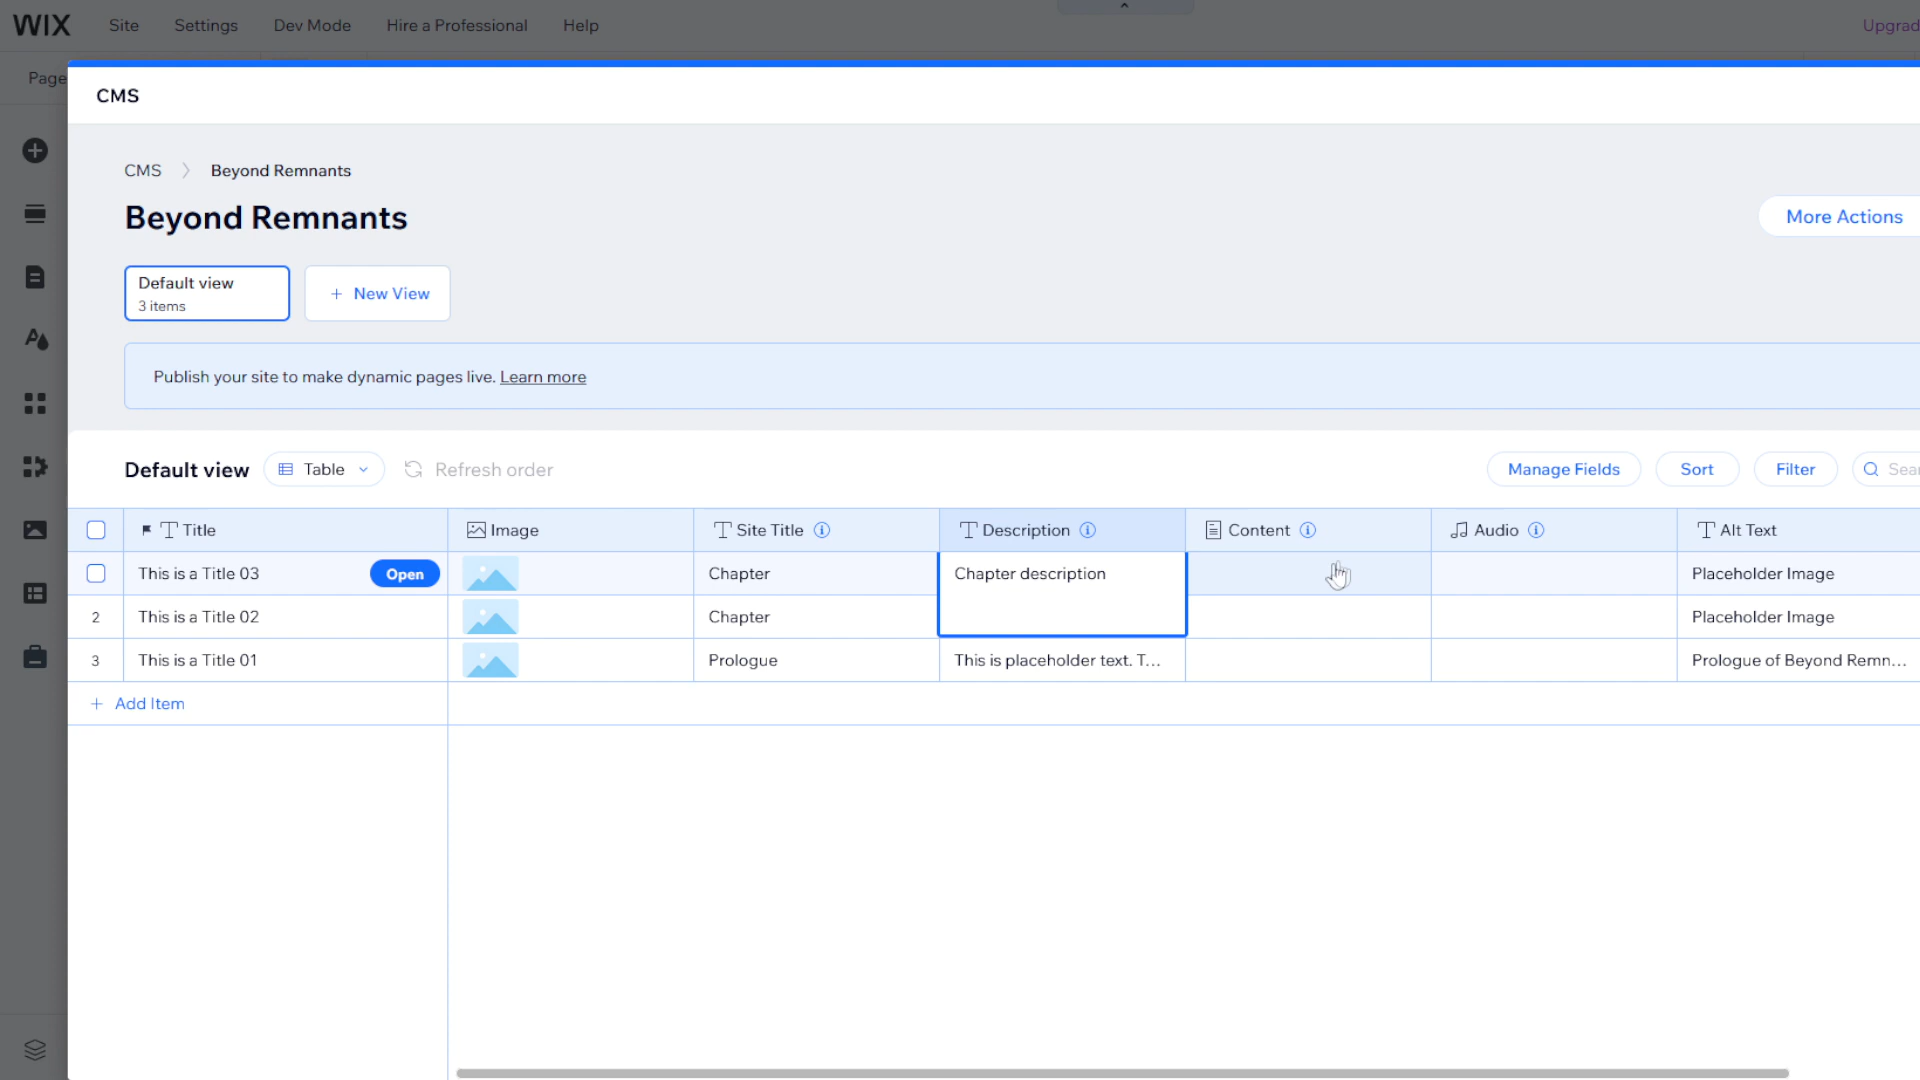 WIX Site Settings Dev Mode Hire a Professional Help
Page
CMS
CMS Beyond Remnants
Beyond Remnants
More Actions
Default view
3 items
+ New View
Publish your site to make dynamic pages live. Learn more
Default view Table Refresh order Manage Fields Sort Filter
Title Image Site Title Description Content Audio Alt Text
This is a Title 03 Open Chapter Chapter description Placeholder Image
2 This is a Title 02 Chapter Placeholder Image
3 This is a Title 01 Prologue This is placeholder text. T... Prologue of Beyond Remn...
+ Add Item